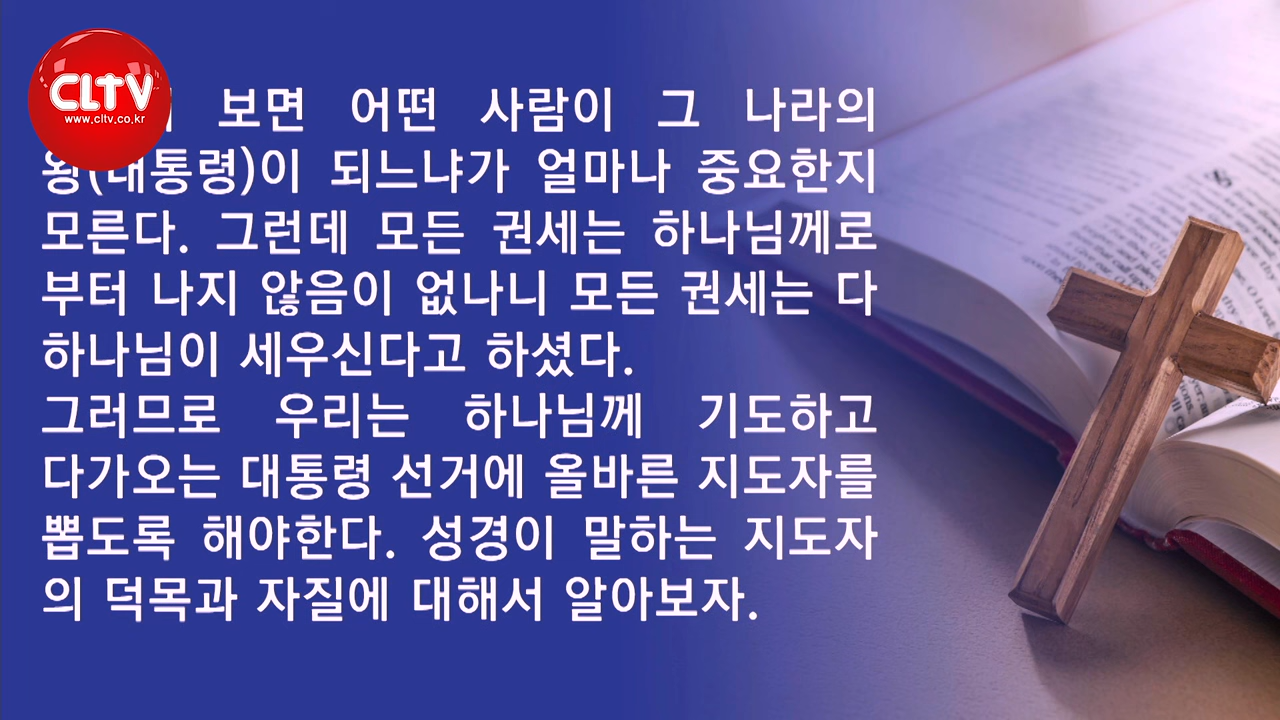 CLTV
www.cltv.co.kr
보면 어떤 사람이 그 나라의
왕(대통령)이 되느냐가 얼마나 중요한지
모른다. 그런데 모든 권세는 하나님께로
부터 나지 않음이 없나니 모든 권세는 다
하나님이 세우신다고 하셨다.
그러므로 우리는 하나님께 기도하고
다가오는 대통령 선거에 올바른 지도자를
뽑도록 해야한다. 성경이 말하는 지도자
의 덕목과 자질에 대해서 알아보자.